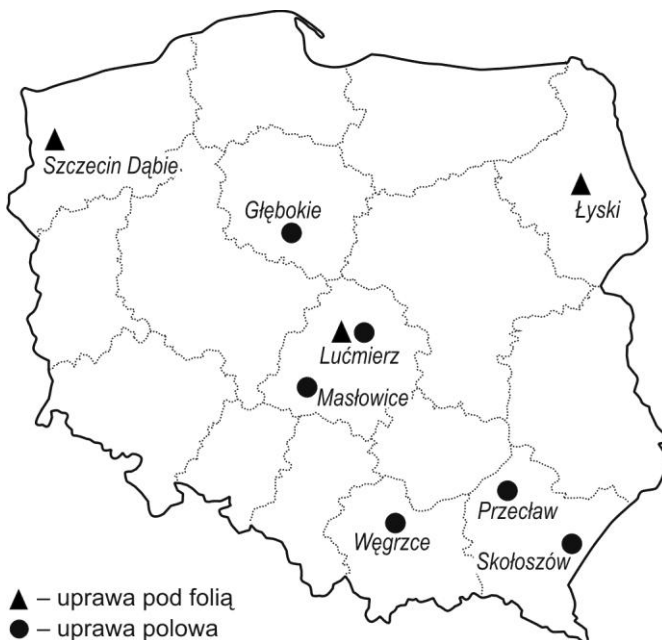 Szczecin Dąbie
Głębokie
Łyski
Lućmierz
Masłowice
Przecław
Węgrzce
Skołoszów
▲ – uprawa pod folią
● – uprawa polowa